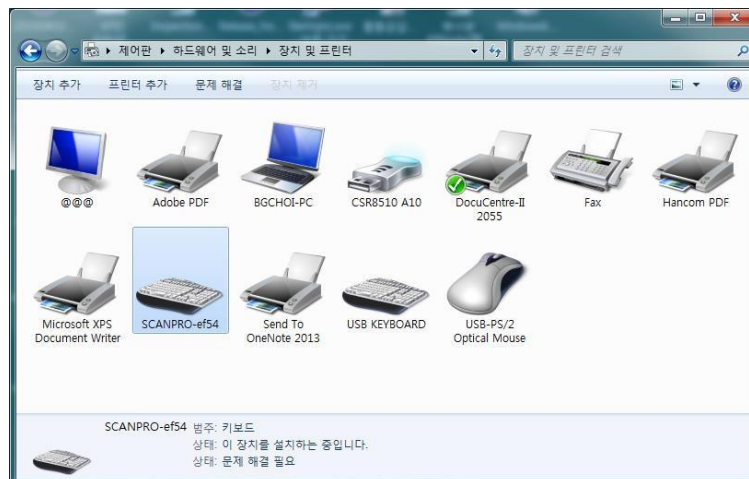 ▸ 제어판 ▸ 하드웨어 및 소리 ▸ 장치 및 프린터
장치 및 프린터 검색
장치 추가 프린터 추가 문제 해결 장치 제거
@@@
Adobe PDF
BGCHOI-PC
CSR8510 A10
DocuCentre-II
2055
Fax
Hancom PDF
Microsoft XPS
Document Writer
SCANPRO-ef54
Send To
OneNote 2013
USB KEYBOARD
USB-PS/2
Optical Mouse
SCANPRO-ef54 범주: 키보드
상태: 이 장치를 설치하는 중입니다.
상태: 문제 해결 필요